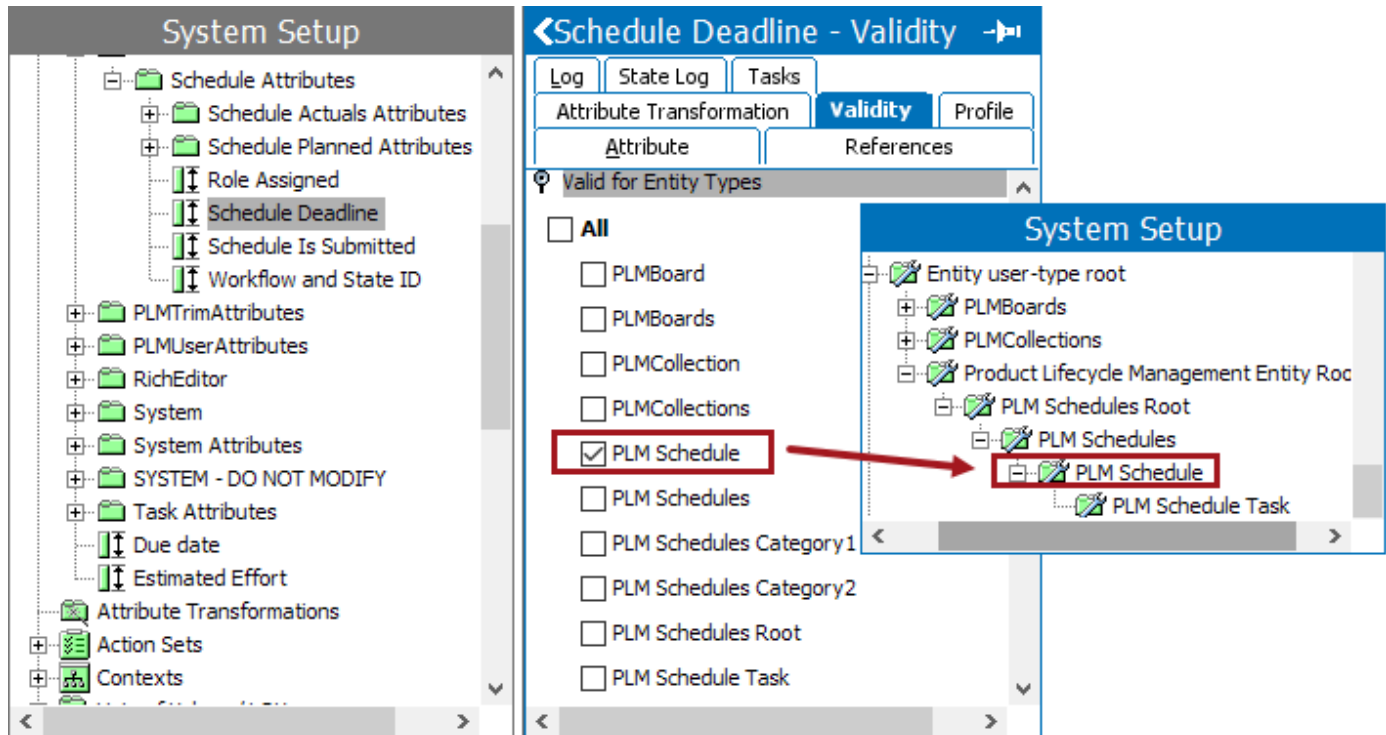 System Setup
Schedule Attributes
Schedule Actuals Attributes
Schedule Planned Attributes
Role Assigned
Schedule Deadline
Schedule Is Submitted
Workflow and State ID
PLMTrimAttributes
PLMUserAttributes
RichEditor
System
System Attributes
SYSTEM - DO NOT MODIFY
Task Attributes
Due date
Estimated Effort
Attribute Transformations
Action Sets
Contexts
Schedule Deadline - Validity
Log State Log Tasks
Attribute Transformation Validity Profile
Attribute References
Valid for Entity Types
All
PLMBoard
PLMBoards
PLMCollection
PLMCollections
PLM Schedule
PLM Schedules
PLM Schedules Category1
PLM Schedules Category2
PLM Schedules Root
PLM Schedule Task
System Setup
Entity user-type root
PLMBoards
PLMCollections
Product Lifecycle Management Entity Roo
PLM Schedules Root
PLM Schedules
PLM Schedule
PLM Schedule Task